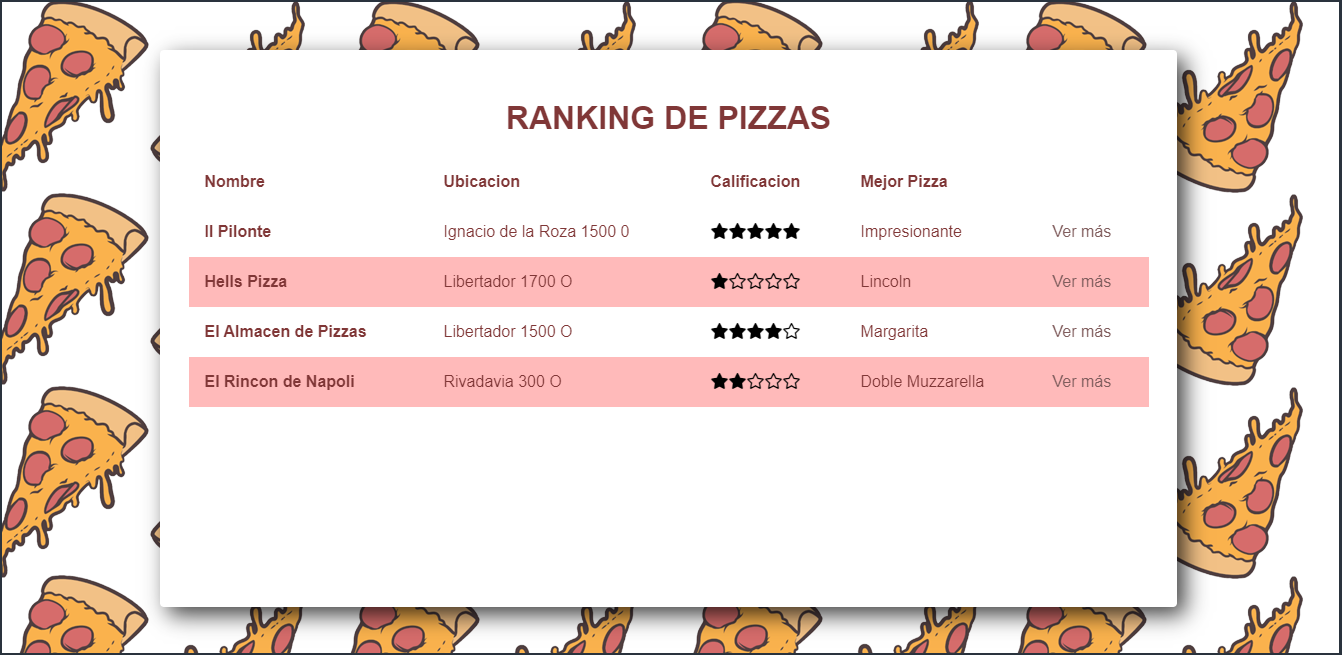 RANKING DE PIZZAS
Nombre Ubicacion Calificacion Mejor Pizza
Il Pilonte Ignacio de la Roza 1500 0 Impresionante Ver más
Hells Pizza Libertador 1700 O Lincoln Ver más
El Almacen de Pizzas Libertador 1500 O Margarita Ver más
El Rincon de Napoli Rivadavia 300 O Doble Muzzarella Ver más